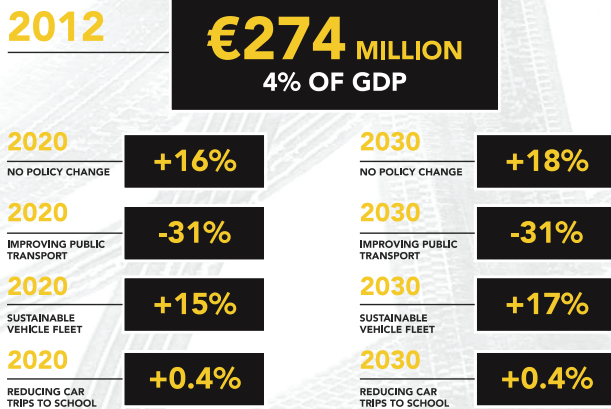 2012
€274 MILLION
4% OF GDP
2020
NO POLICY CHANGE
+16%
2030
NO POLICY CHANGE
+18%
2020
IMPROVING PUBLIC
TRANSPORT
-31%
2030
IMPROVING PUBLIC
TRANSPORT
-31%
2020
SUSTAINABLE
VEHICLE FLEET
+15%
2030
SUSTAINABLE
VEHICLE FLEET
+17%
2020
REDUCING CAR
TRIPS TO SCHOOL
+0.4%
2030
REDUCING CAR
TRIPS TO SCHOOL
+0.4%